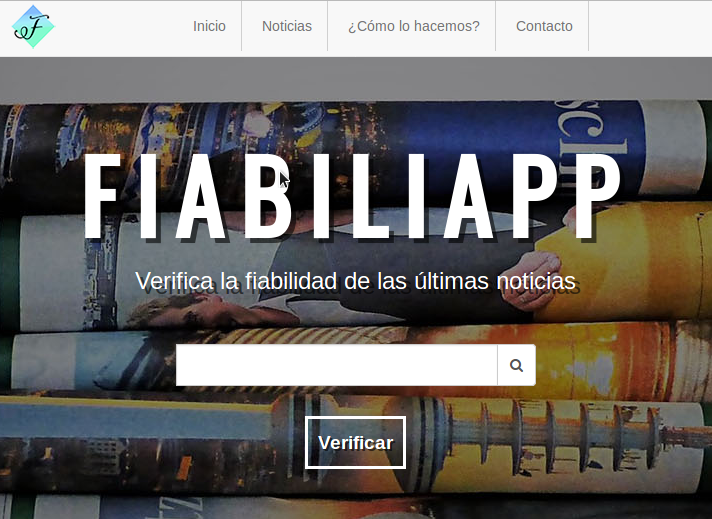 F
Inicio
Noticias
¿Cómo lo hacemos?
Contacto
FIABILIAPP
Verifica la fiabilidad de las últimas noticias
Verificar